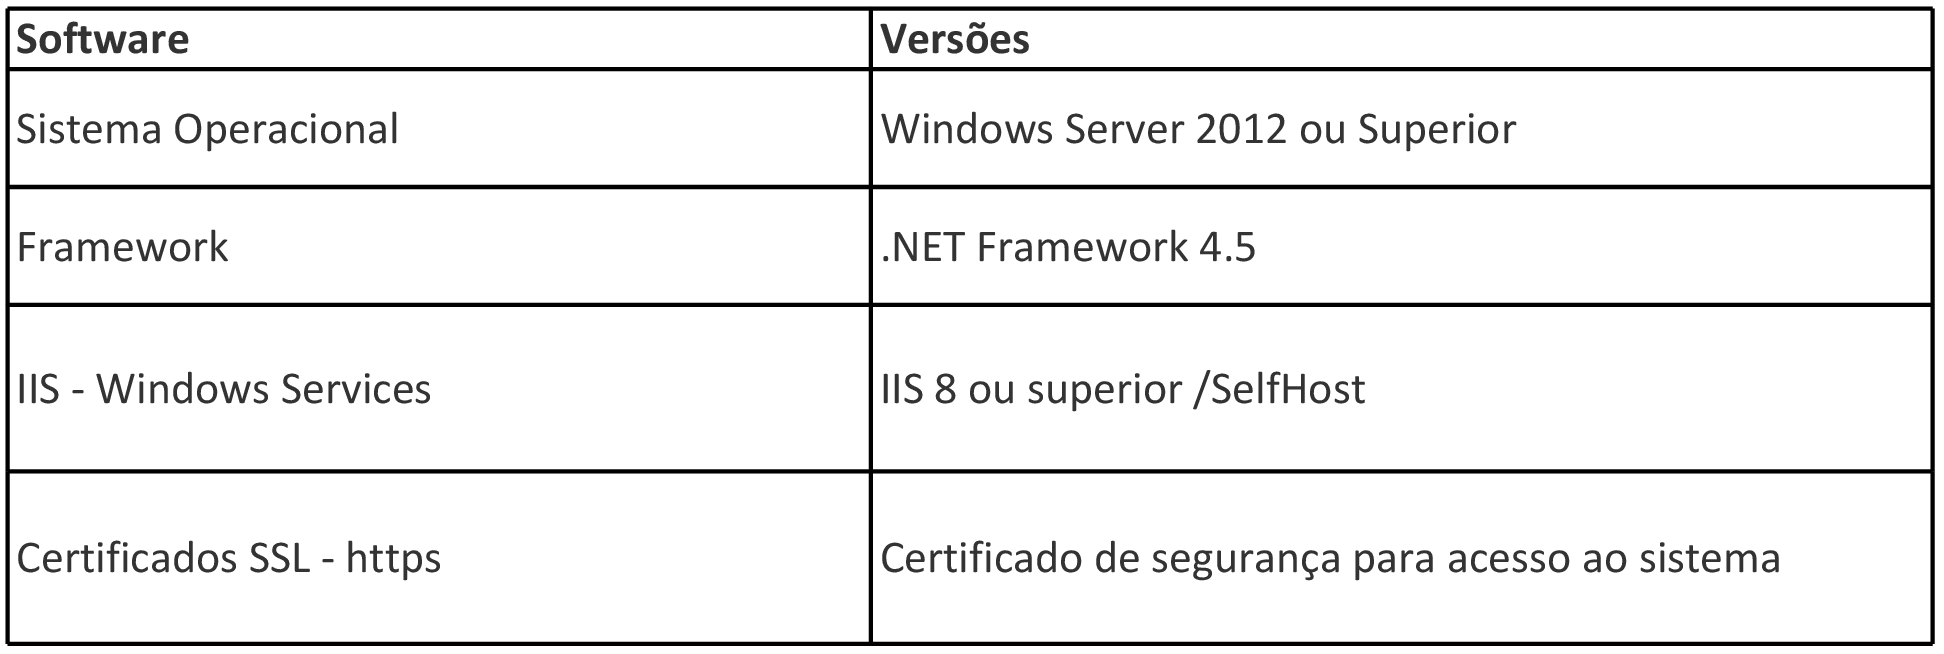 Software Versões
Sistema Operacional Windows Server 2012 ou Superior
Framework .NET Framework 4.5
IIS - Windows Services IIS 8 ou superior /SelfHost
Certificados SSL - https Certificado de segurança para acesso ao sistema